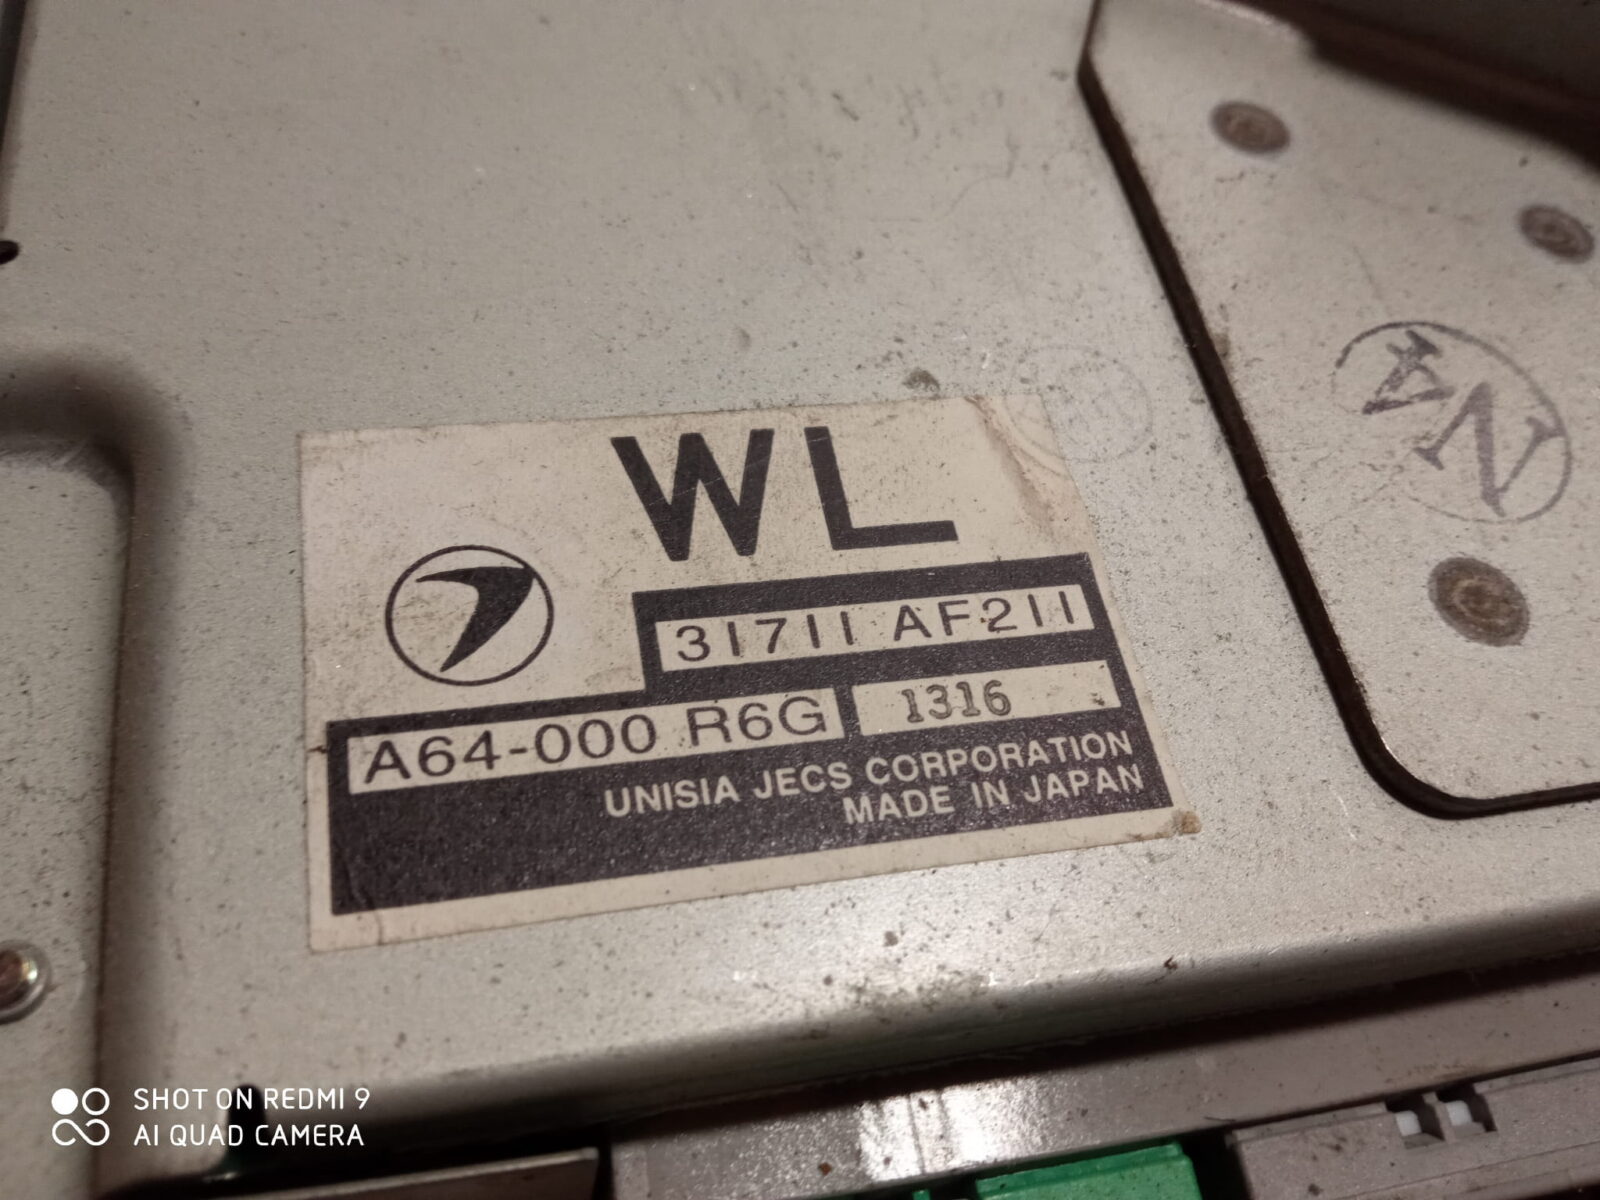 WL
31711 AF211
A64-000 R6G
1316
UNISIA JECS CORPORATION
MADE IN JAPAN
N4
SHOT ON REDMI 9
AI QUAD CAMERA